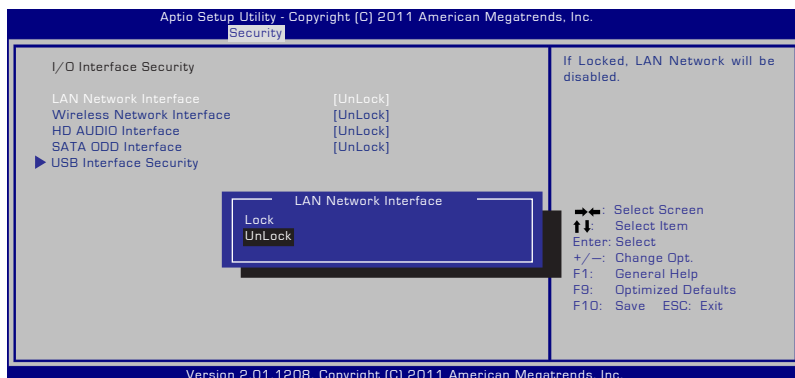 Aptio Setup Utility - Copyright (C) 2011 American Megatrends, Inc.
Security
I/O Interface Security
LAN Network Interface [UnLock]
Wireless Network Interface [UnLock]
HD AUDIO Interface [UnLock]
SATA ODD Interface [UnLock]
USB Interface Security
LAN Network Interface
Lock
UnLock
If Locked, LAN Network will be
disabled.
→←: Select Screen
↑↓: Select Item
Enter: Select
+/—: Change Opt.
F1: General Help
F9: Optimized Defaults
F10: Save ESC: Exit
Version 2.01.1208. Copyright (C) 2011 American Megatrends, Inc.